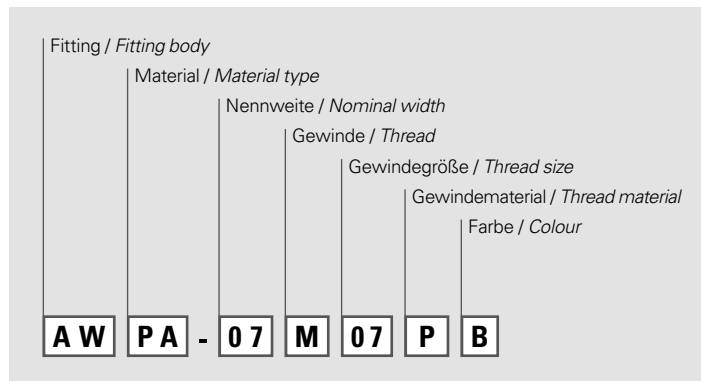 Fitting / Fitting body
Material / Material type
Nennweite / Nominal width
Gewinde / Thread
Gewindegröße / Thread size
Gewindematerial / Thread material
Farbe / Colour
AW PA - 07 M 07 P B